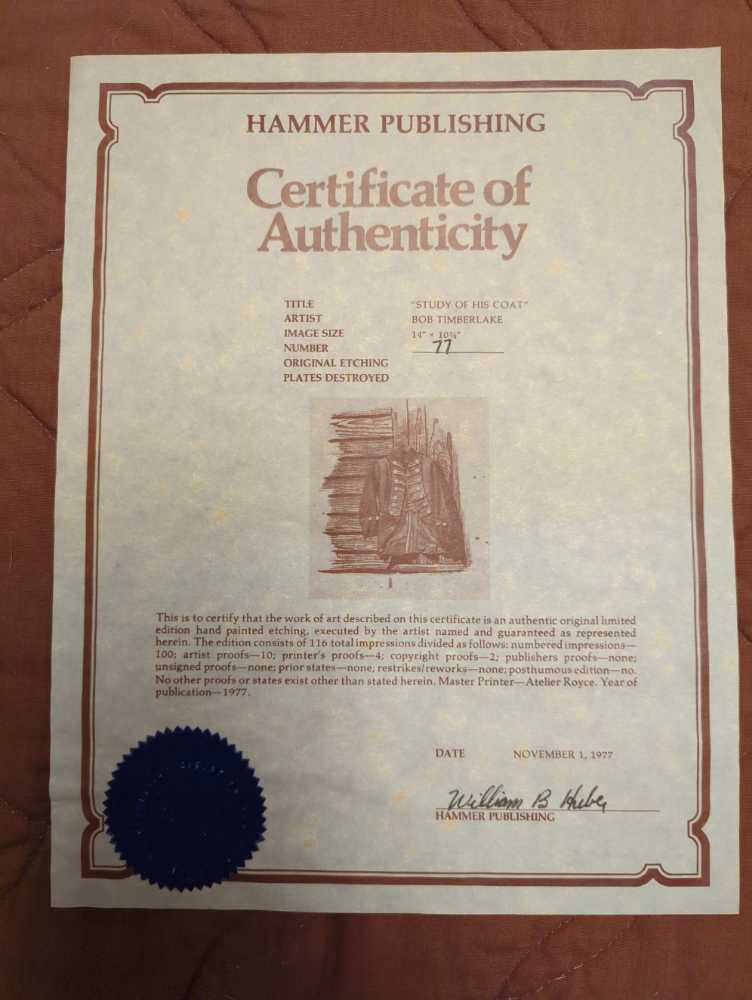 HAMMER PUBLISHING
Certificate of
Authenticity
TITLE "STUDY OF HIS COAT"
ARTIST BOB TIMBERLAKE
IMAGE SIZE 14" × 10¾"
NUMBER 77
ORIGINAL ETCHING
PLATES DESTROYED
This is to certify that the work of art described on this certificate is an authentic original limited
edition hand painted etching, executed by the artist named and guaranteed as represented
herein. The edition consists of 116 total impressions divided as follows: numbered impressions—
100; artist proofs—10; printer's proofs—4; copyright proofs—2; publishers proofs—none;
unsigned proofs—none; prior states—none; restrikes/reworks—none; posthumous edition—no.
No other proofs or states exist other than stated herein. Master Printer—Atelier Royce. Year of
publication—1977.
DATE NOVEMBER 1, 1977
William B Huber
HAMMER PUBLISHING